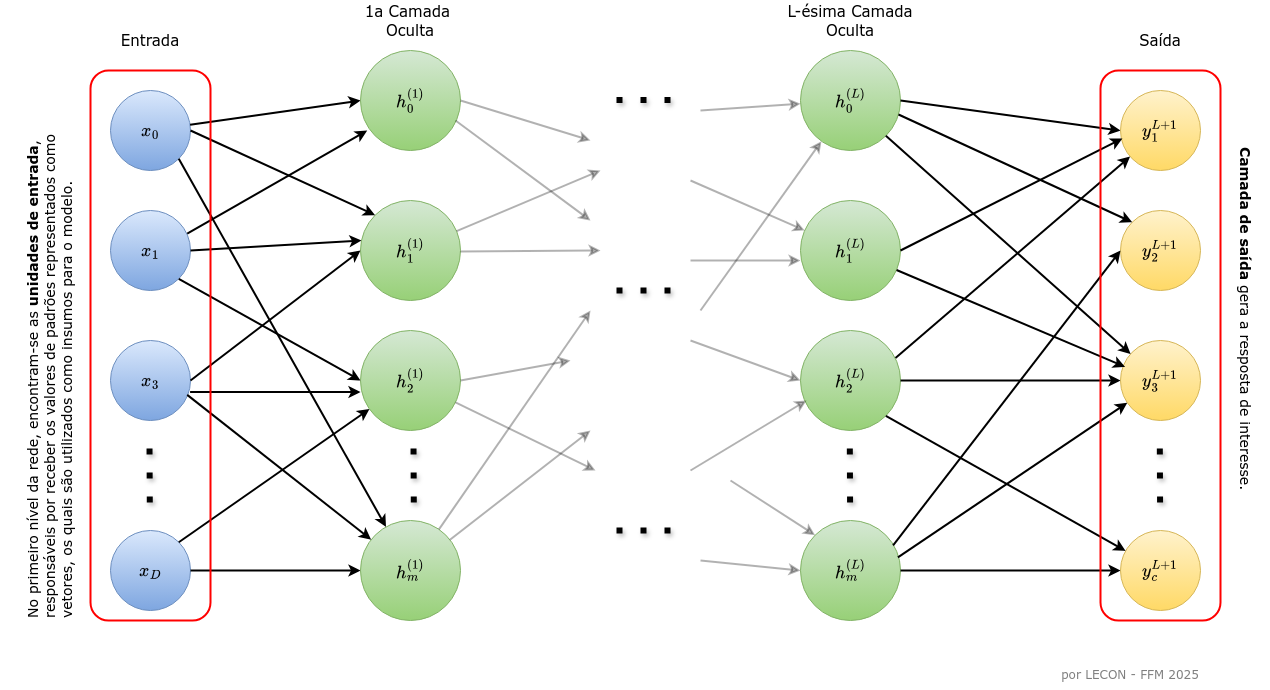 1a Camada
Oculta
L-ésima Camada
Oculta
Entrada
Saída
x_0
x_1
x_3
x_D
h_0^{(1)}
h_1^{(1)}
h_2^{(1)}
h_m^{(1)}
h_0^{(L)}
h_1^{(L)}
h_2^{(L)}
h_m^{(L)}
y_1^{L+1}
y_2^{L+1}
y_3^{L+1}
y_c^{L+1}
No primeiro nível da rede, encontram-se as unidades de entrada,
responsáveis por receber os valores de padrões representados como
vetores, os quais são utilizados como insumos para o modelo.
Camada de saída gera a resposta de interesse.
por LECON - FFM 2025